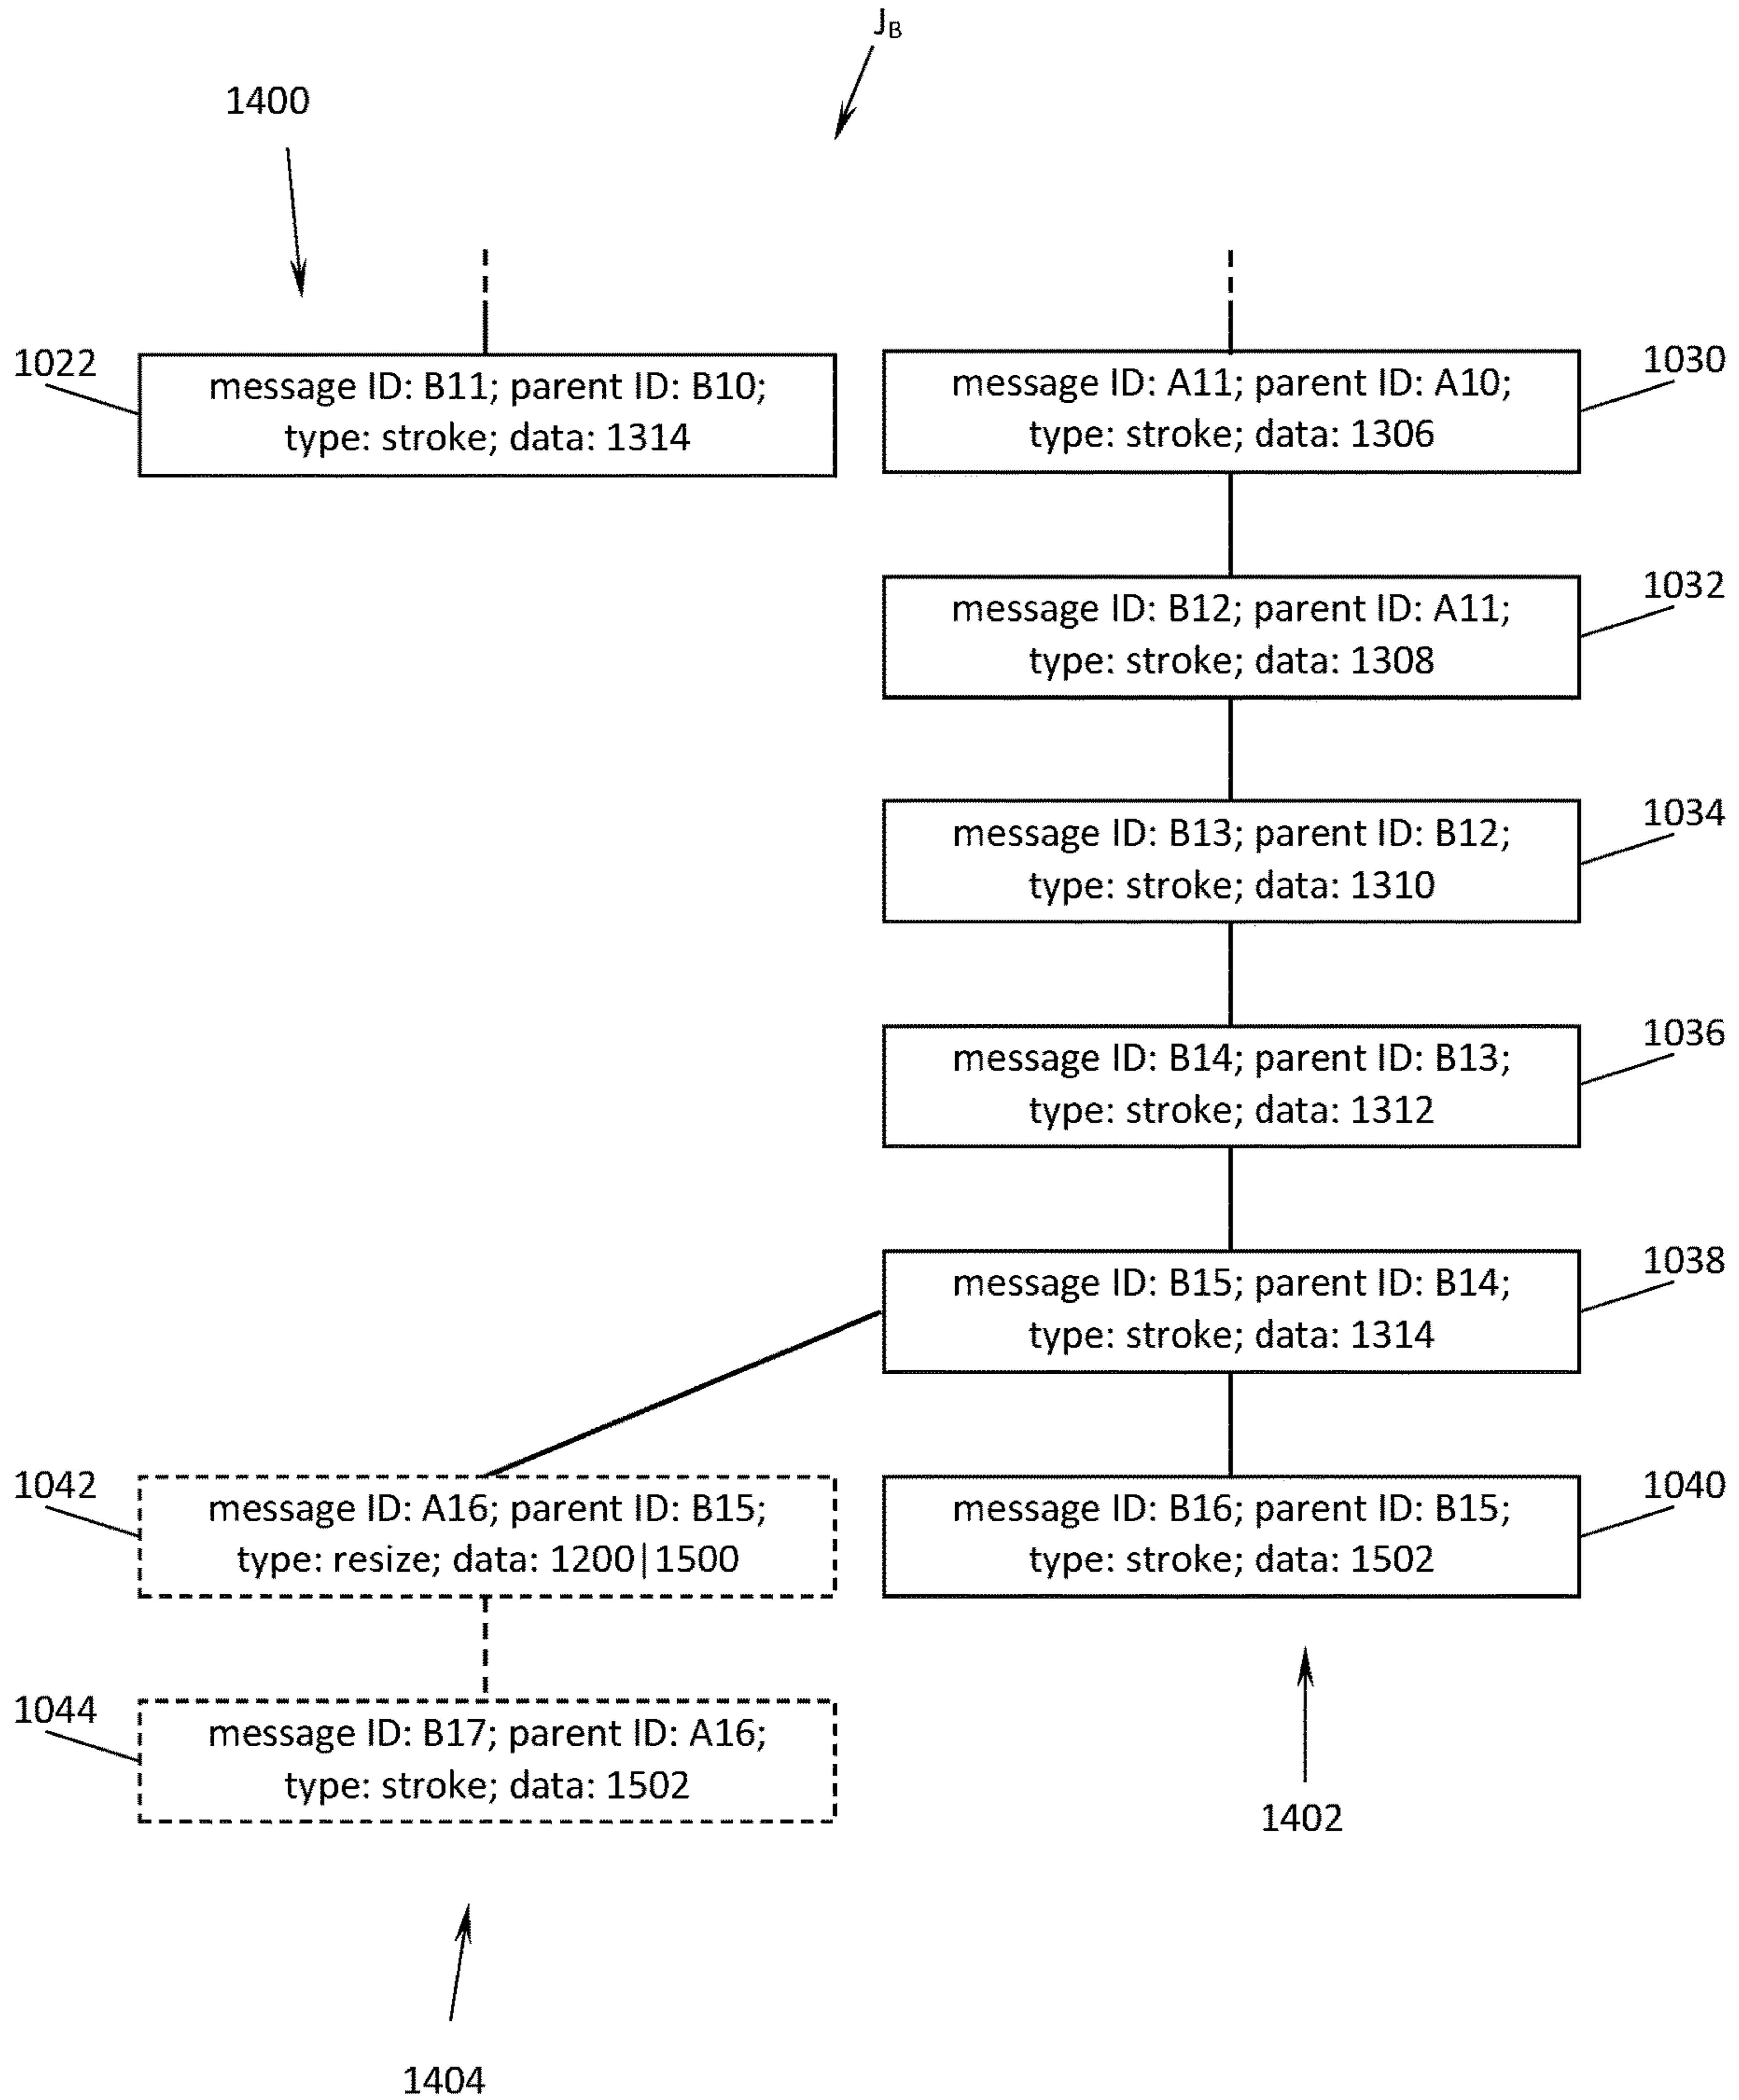 J_B
1400
1022
message ID: B11; parent ID: B10;
type: stroke; data: 1314
1030
message ID: A11; parent ID: A10;
type: stroke; data: 1306
1032
message ID: B12; parent ID: A11;
type: stroke; data: 1308
1034
message ID: B13; parent ID: B12;
type: stroke; data: 1310
1036
message ID: B14; parent ID: B13;
type: stroke; data: 1312
1038
message ID: B15; parent ID: B14;
type: stroke; data: 1314
1042
message ID: A16; parent ID: B15;
type: resize; data: 1200|1500
1040
message ID: B16; parent ID: B15;
type: stroke; data: 1502
1044
message ID: B17; parent ID: A16;
type: stroke; data: 1502
1402
1404